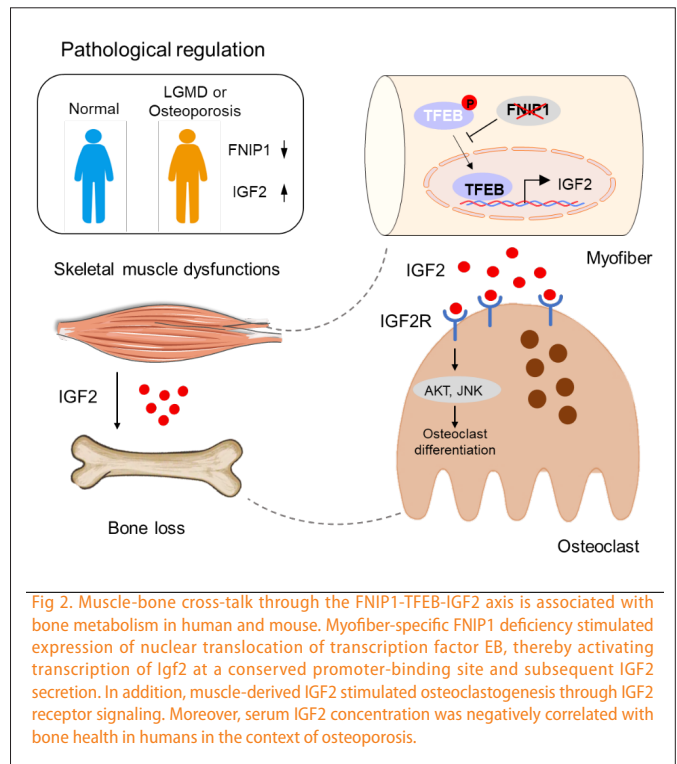 Pathological regulation
Normal
LGMD or
Osteoporosis
FNIP1
IGF2
Skeletal muscle dysfunctions
IGF2
Bone loss
TFEB
P
FNIP1
TFEB
IGF2
Myofiber
IGF2
IGF2R
AKT, JNK
Osteoclast
differentiation
Osteoclast
Fig 2. Muscle-bone cross-talk through the FNIP1-TFEB-IGF2 axis is associated with
bone metabolism in human and mouse. Myofiber-specific FNIP1 deficiency stimulated
expression of nuclear translocation of transcription factor EB, thereby activating
transcription of Igf2 at a conserved promoter-binding site and subsequent IGF2
secretion. In addition, muscle-derived IGF2 stimulated osteoclastogenesis through IGF2
receptor signaling. Moreover, serum IGF2 concentration was negatively correlated with
bone health in humans in the context of osteoporosis.